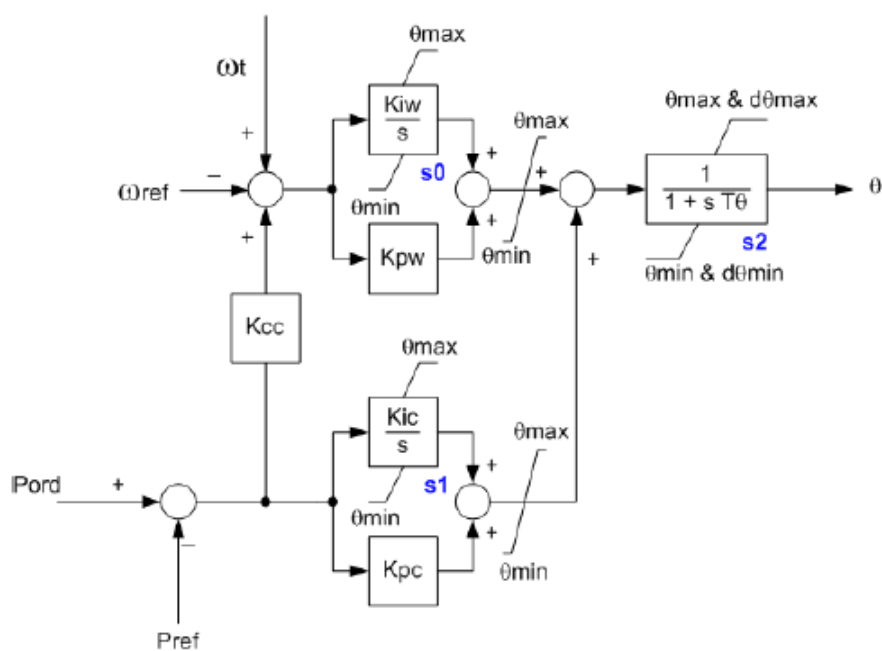 θmax
ωt
+
Kiw
s
θmin
s0
θmax
+
+
+
θmin
θmax & dθmax
1
1 + s Tθ
s2
θmin & dθmin
θ
ωref
−
+
Kpw
+
Kcc
θmax
Kic
s
θmin
s1
θmax
+
+
θmin
Pord
+
−
Kpc
Pref